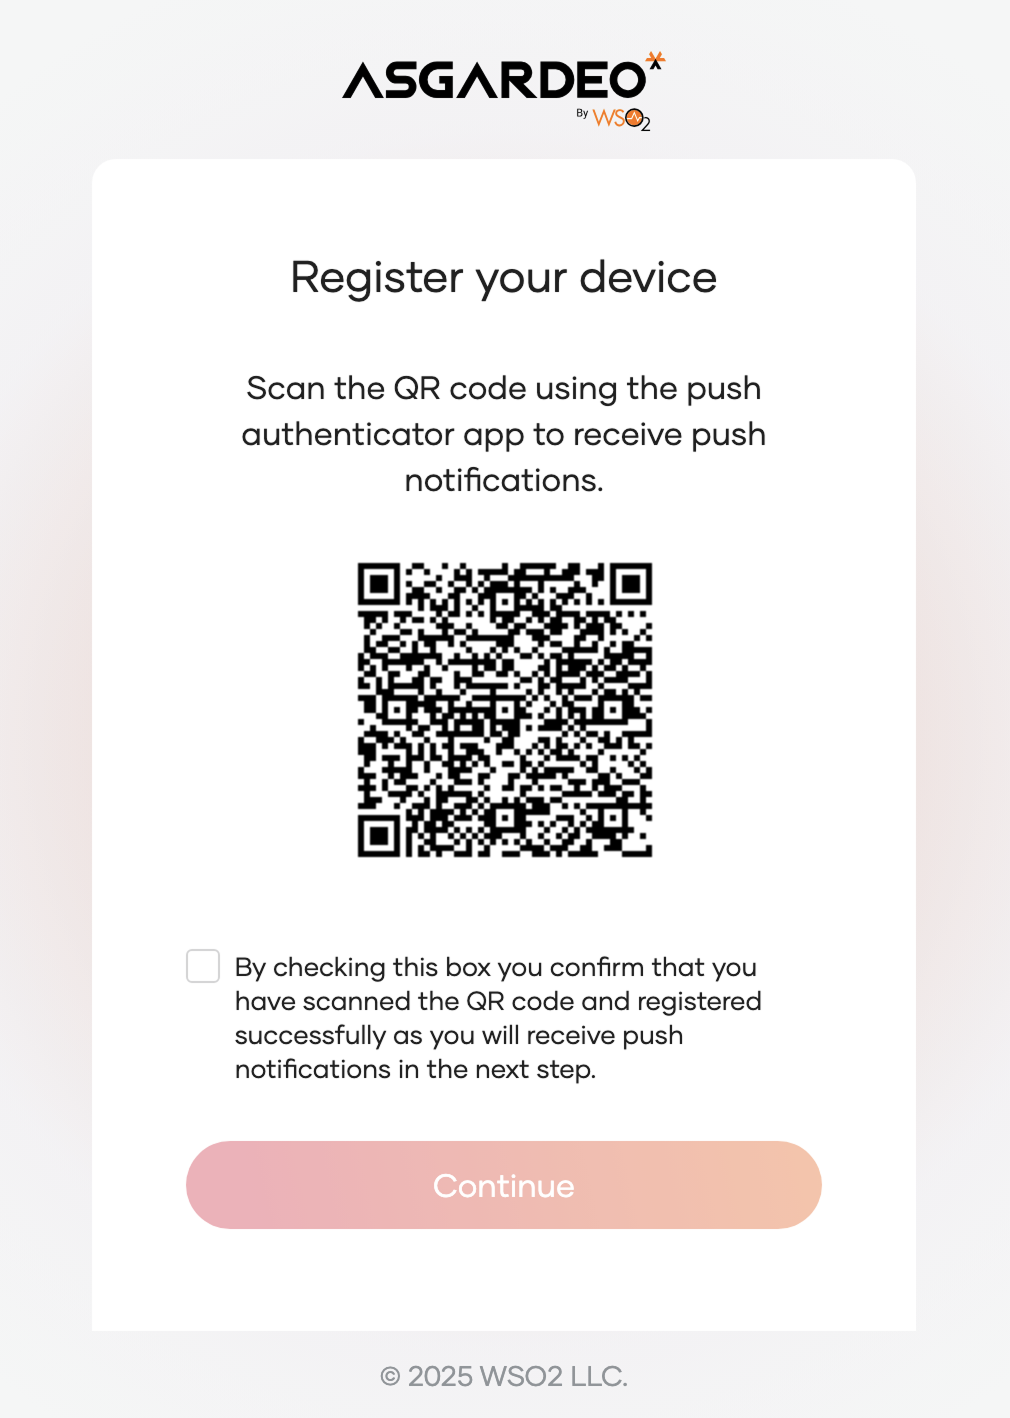 ASGARDEO
By WSO2
Register your device
Scan the QR code using the push
authenticator app to receive push
notifications.
By checking this box you confirm that you
have scanned the QR code and registered
successfully as you will receive push
notifications in the next step.
Continue
© 2025 WSO2 LLC.